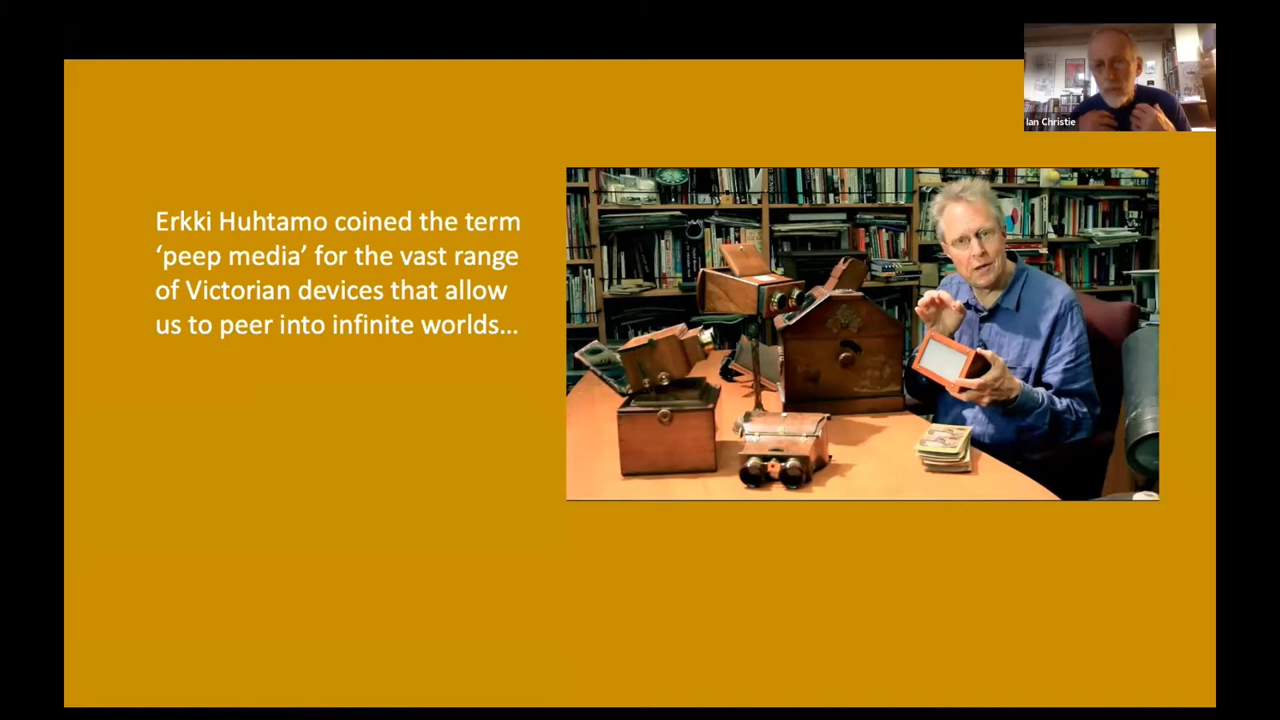 Ian Christie
Erkki Huhtamo coined the term
‘peep media’ for the vast range
of Victorian devices that allow
us to peer into infinite worlds…